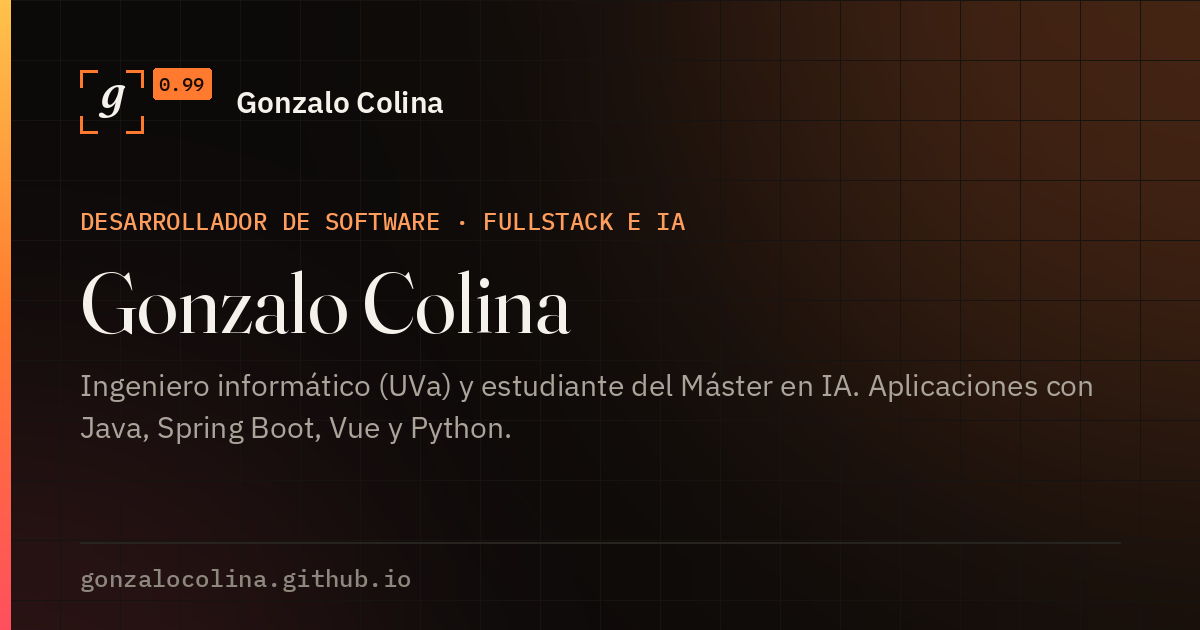 g
0.99
Gonzalo Colina
DESARROLLADOR DE SOFTWARE · FULLSTACK E IA
Gonzalo Colina
Ingeniero informático (UVa) y estudiante del Máster en IA. Aplicaciones con
Java, Spring Boot, Vue y Python.
gonzalocolina.github.io